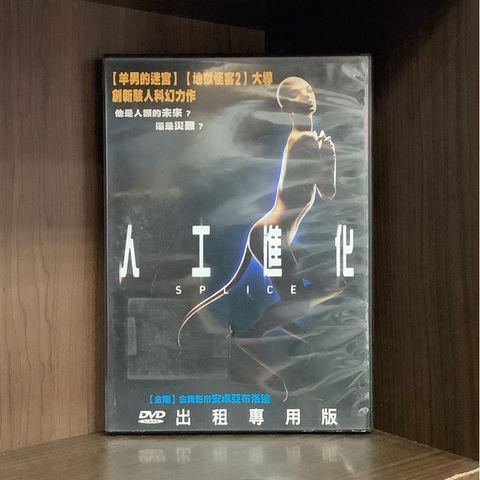 【羊男的迷宮】【地獄怪客2】大導
創新駭人科幻力作
他是人類的未來？
還是災難？
人工進化
SPLICE
【金剛】金奧影帝安卓亞布洛迪
DVD 出租專用版
VIDEO